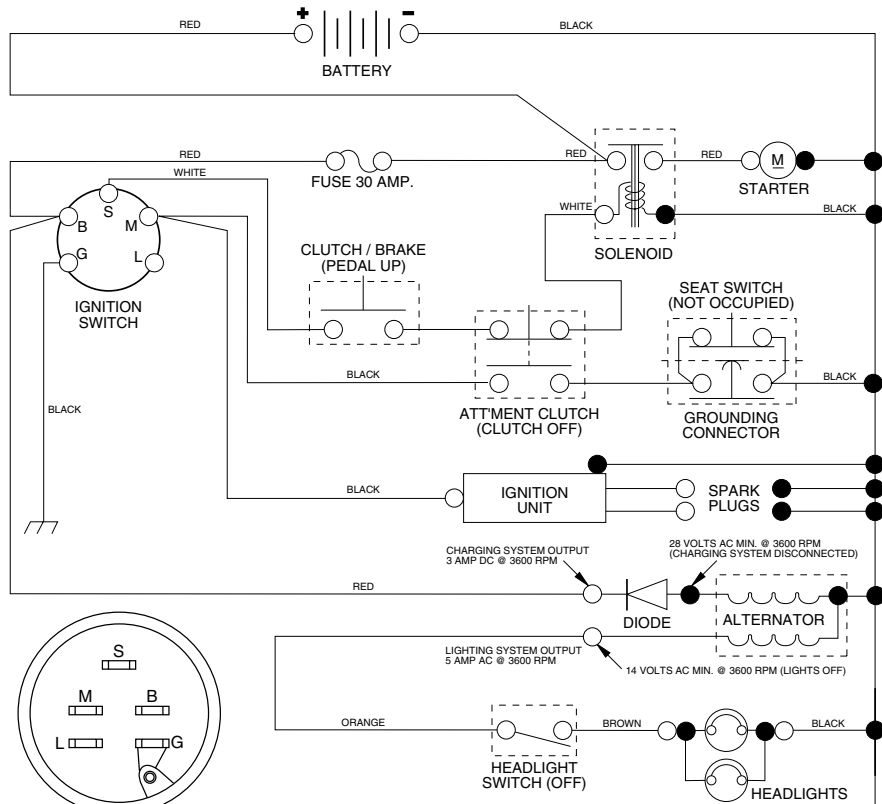 + -
RED
BLACK
BATTERY
RED
FUSE 30 AMP.
RED
RED
M
STARTER
WHITE
S
B
M
G
L
IGNITION
SWITCH
WHITE
BLACK
SOLENOID
CLUTCH / BRAKE
(PEDAL UP)
SEAT SWITCH
(NOT OCCUPIED)
BLACK
BLACK
ATT'MENT CLUTCH
(CLUTCH OFF)
GROUNDING
CONNECTOR
BLACK
BLACK
IGNITION
UNIT
SPARK
PLUGS
CHARGING SYSTEM OUTPUT
3 AMP DC @ 3600 RPM
28 VOLTS AC MIN. @ 3600 RPM
(CHARGING SYSTEM DISCONNECTED)
RED
DIODE
ALTERNATOR
LIGHTING SYSTEM OUTPUT
5 AMP AC @ 3600 RPM
14 VOLTS AC MIN. @ 3600 RPM (LIGHTS OFF)
S
M
B
L
G
ORANGE
BROWN
BLACK
HEADLIGHT
SWITCH (OFF)
HEADLIGHTS